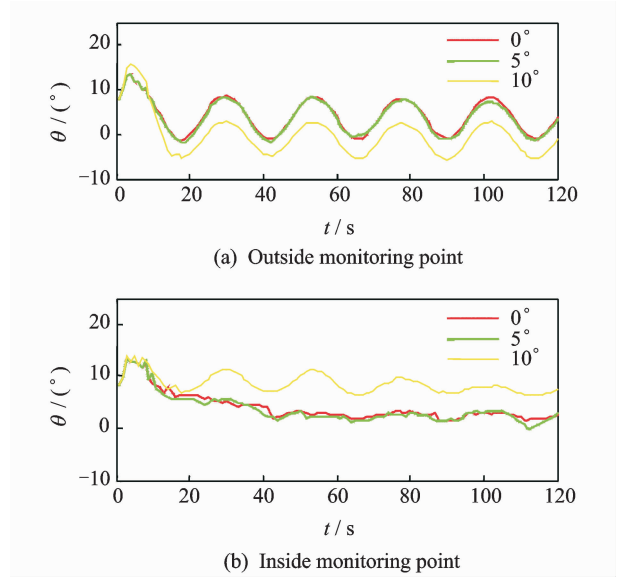 20
10
0
−10
θ / (°)
0°
5°
10°
0 20 40 60 80 100 120
t / s
(a) Outside monitoring point
20
10
0
−10
θ / (°)
0°
5°
10°
0 20 40 60 80 100 120
t / s
(b) Inside monitoring point